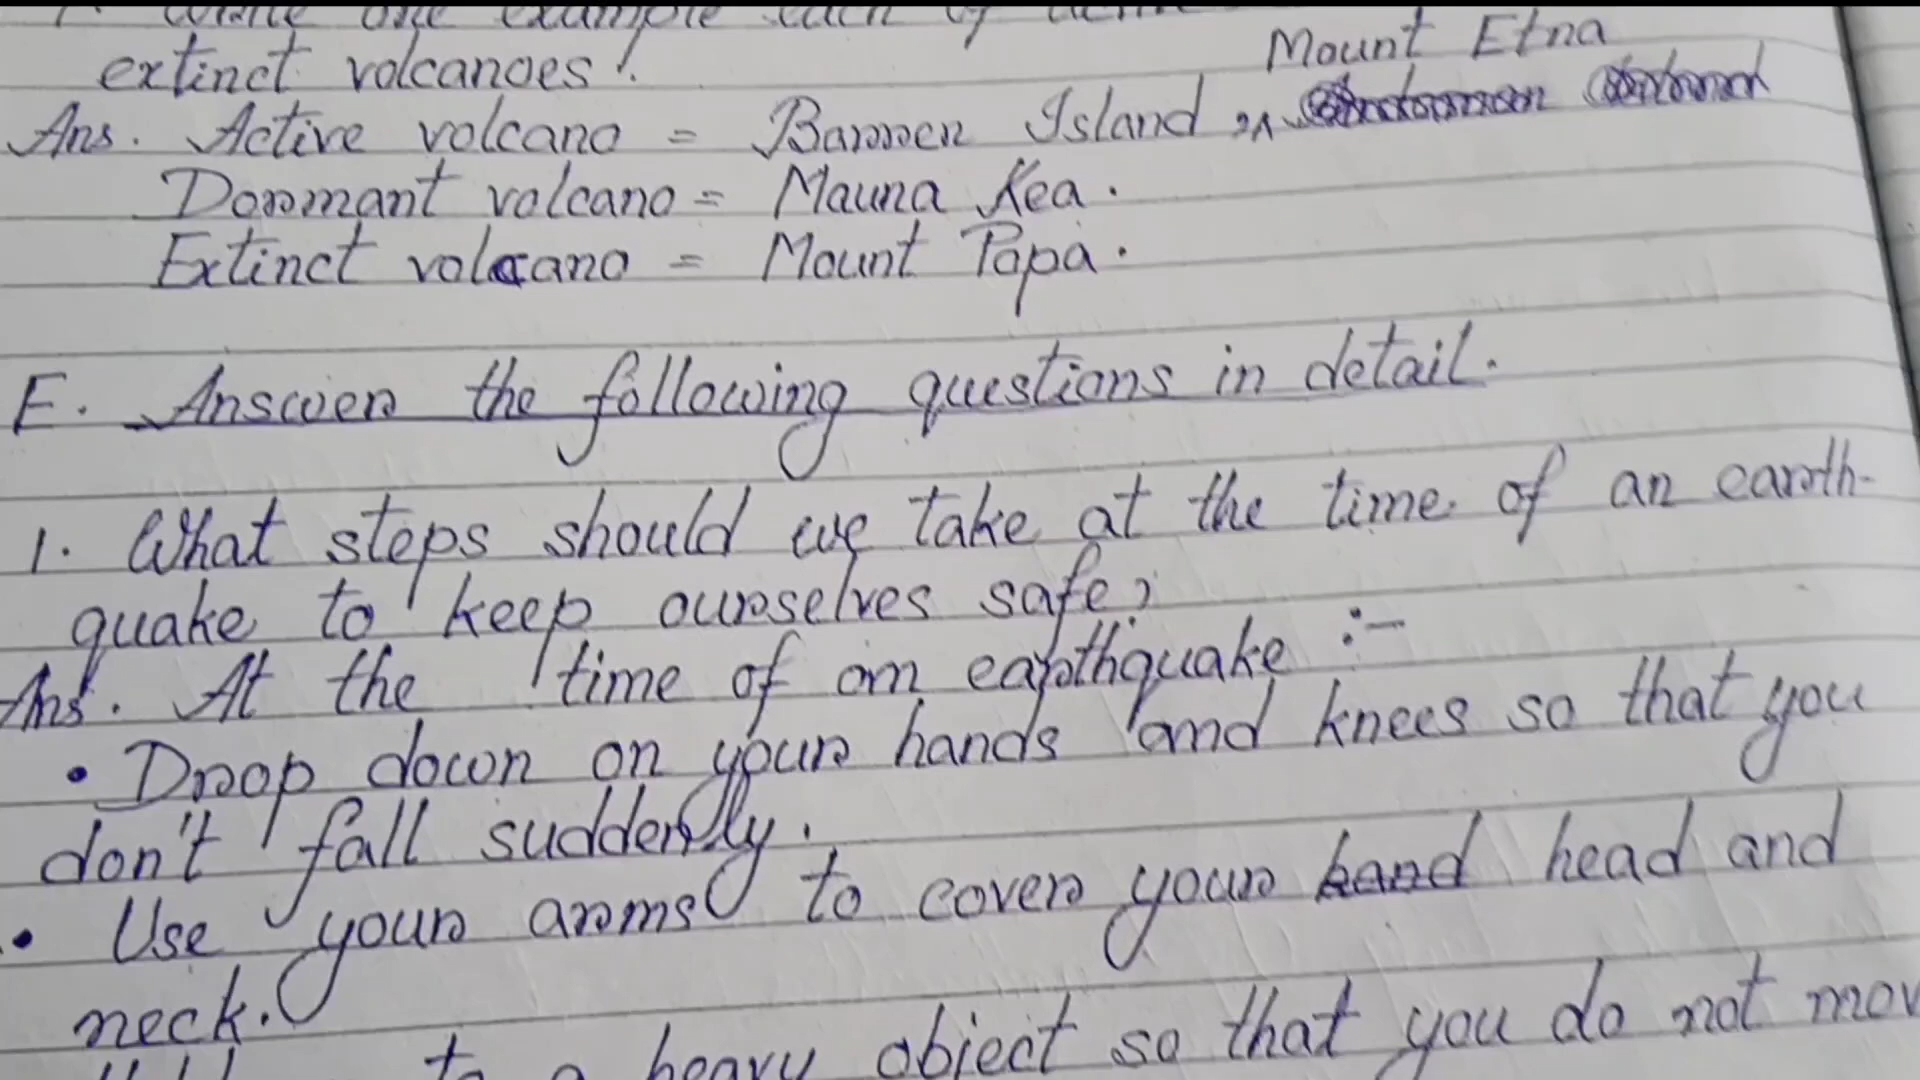 extinct volcanoes?
Mount Etna
Ans. Active volcano = Barren Island or
Dormant volcano = Mauna Kea.
Extinct volcano = Mount Popa.
E. Answer the following questions in detail.
1. What steps should we take at the time of an earth-
quake to keep ourselves safe?
Ans. At the time of an earthquake :-
• Drop down on your hands and knees so that you
don't fall suddenly.
• Use your arms to cover your hand head and
neck.
to a heavy object so that you do not mov